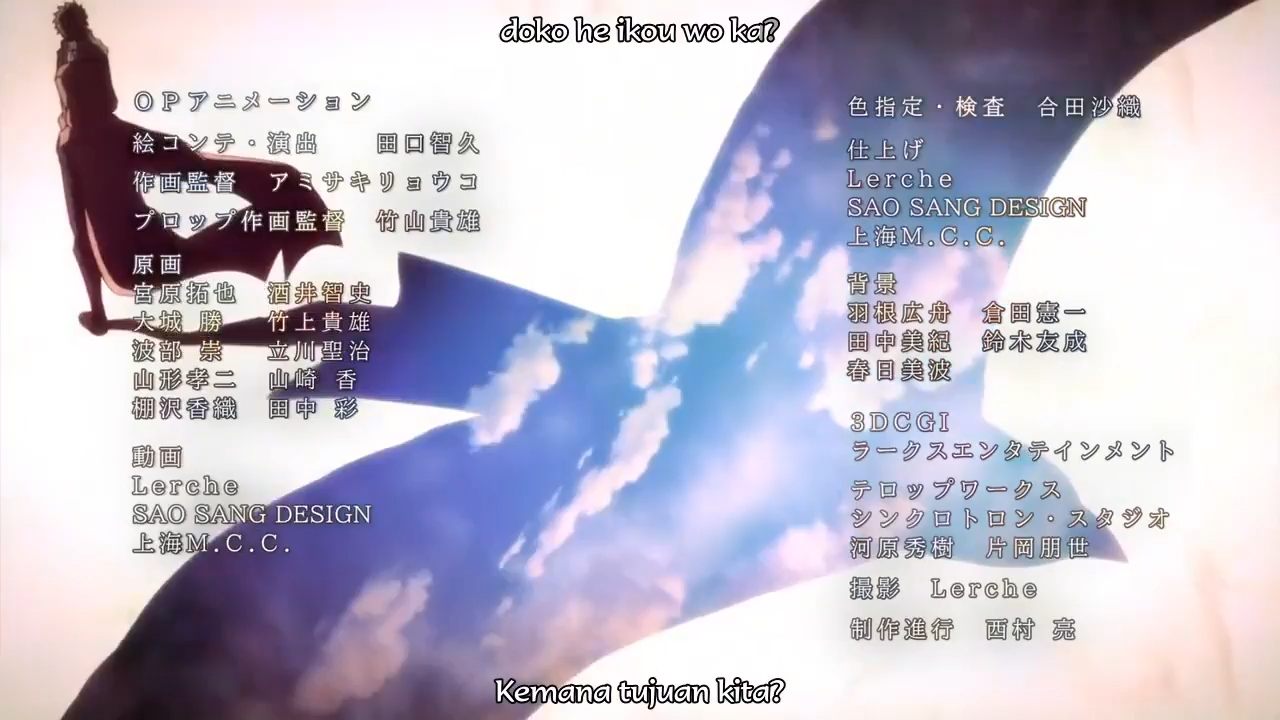 doko he ikou wo ka?
OPアニメーション
絵コンテ・演出　田口智久
作画監督　アミサキリョウコ
プロップ作画監督　竹山貴雄
原画
宮原拓也　酒井智史
大城 勝　竹上貴雄
波部 崇　立川聖治
山形孝二　山崎 香
棚沢香織　田中 彩
動画
Lerche
SAO SANG DESIGN
上海M.C.C.
色指定・検査　合田沙織
仕上げ
Lerche
SAO SANG DESIGN
上海M.C.C.
背景
羽根広舟　倉田憲一
田中美紀　鈴木友成
春日美波
3DCGI
ラークスエンタテインメント
テロップワークス
シンクロトロン・スタジオ
河原秀樹　片岡朋世
撮影　Lerche
制作進行　西村 亮
Kemana tujuan kita?